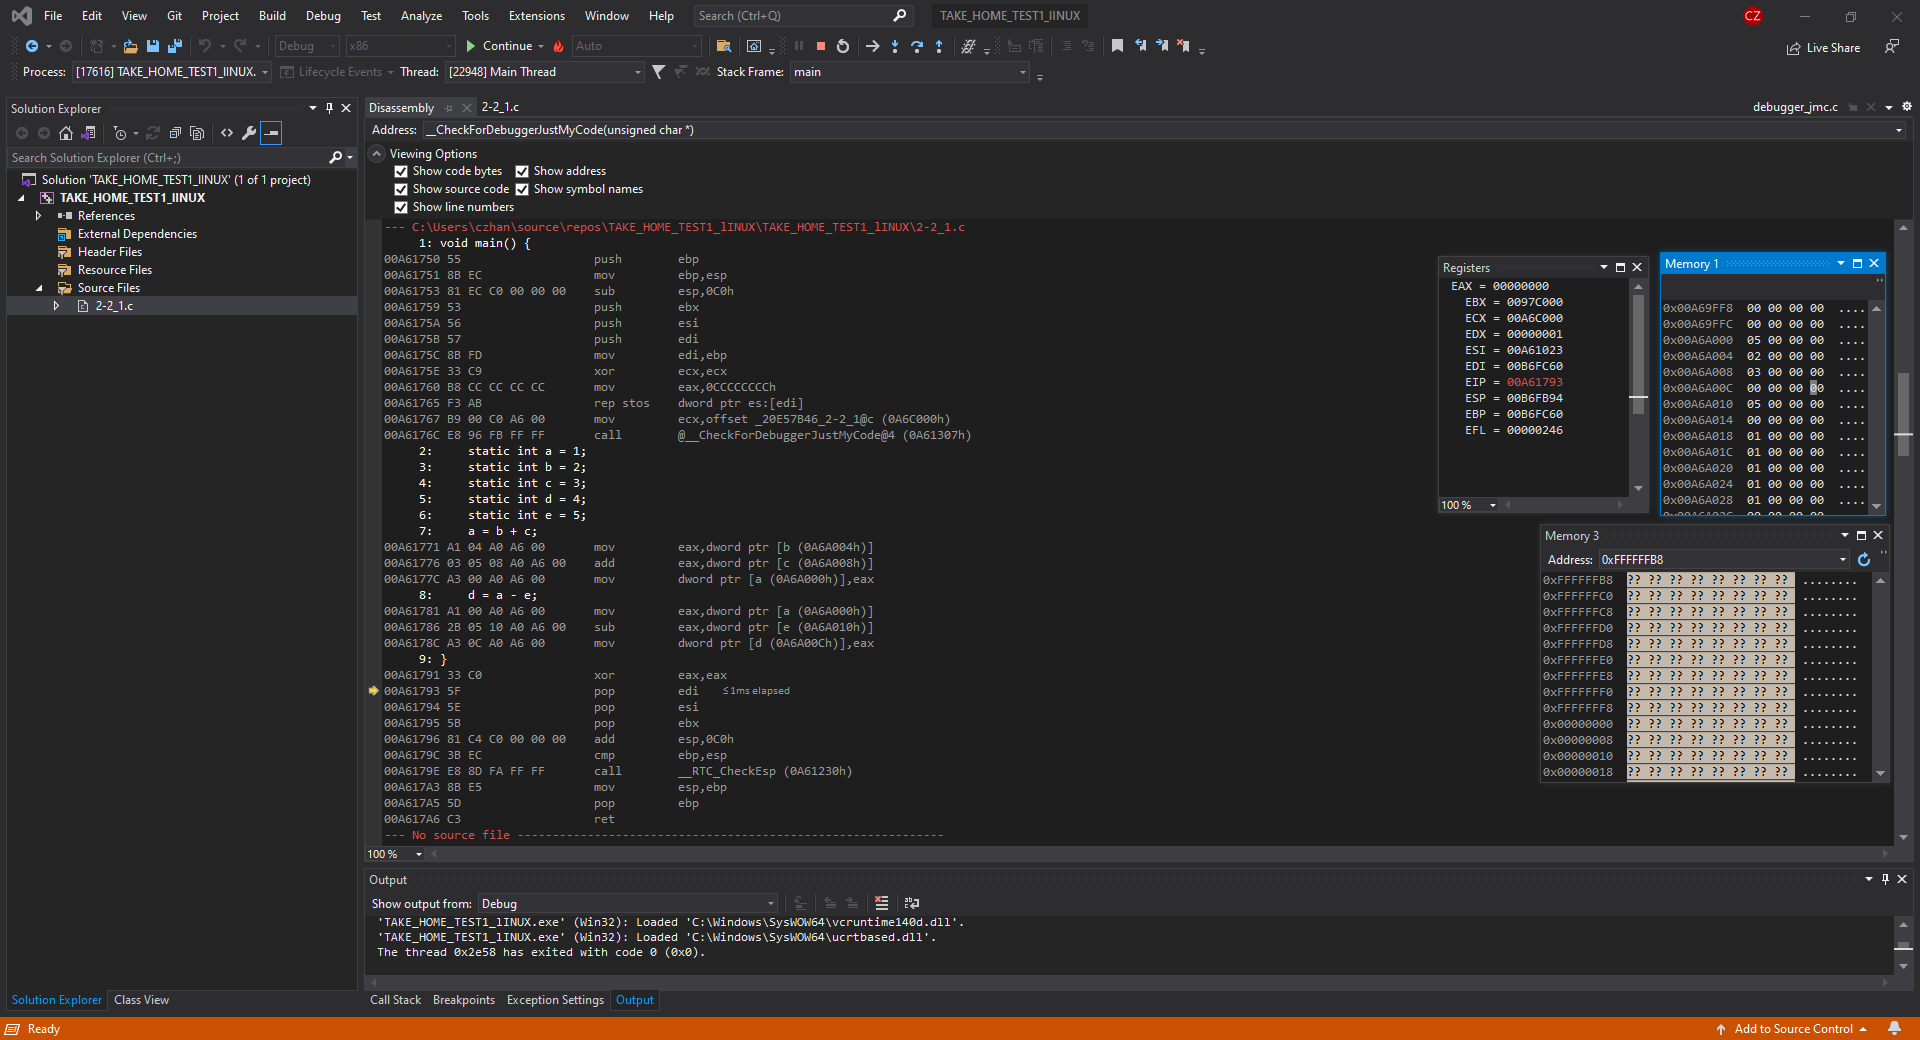 File Edit View Git Project Build Debug Test Analyze Tools Extensions Window Help Search (Ctrl+Q) TAKE_HOME_TEST1_lINUX CZ
Debug x86 Continue Auto Live Share
Process: [17616] TAKE_HOME_TEST1_lINUX. Lifecycle Events Thread: [22948] Main Thread Stack Frame: main
Solution Explorer
Search Solution Explorer (Ctrl+;)
Solution 'TAKE_HOME_TEST1_lINUX' (1 of 1 project)
TAKE_HOME_TEST1_lINUX
References
External Dependencies
Header Files
Resource Files
Source Files
2-2_1.c
Solution Explorer Class View
Disassembly 2-2_1.c debugger_jmc.c
Address: __CheckForDebuggerJustMyCode(unsigned char *)
Viewing Options
Show code bytes Show address
Show source code Show symbol names
Show line numbers
--- C:\Users\czhan\source\repos\TAKE_HOME_TEST1_lINUX\TAKE_HOME_TEST1_lINUX\2-2_1.c
1: void main() {
00A61750 55 push ebp
00A61751 8B EC mov ebp,esp
00A61753 81 EC C0 00 00 00 sub esp,0C0h
00A61759 53 push ebx
00A6175A 56 push esi
00A6175B 57 push edi
00A6175C 8B FD mov edi,ebp
00A6175E 33 C9 xor ecx,ecx
00A61760 B8 CC CC CC CC mov eax,0CCCCCCCCh
00A61765 F3 AB rep stos dword ptr es:[edi]
00A61767 B9 00 C0 A6 00 mov ecx,offset _20E57B46_2-2_1@c (0A6C000h)
00A6176C E8 96 FB FF FF call @__CheckForDebuggerJustMyCode@4 (0A61307h)
2: static int a = 1;
3: static int b = 2;
4: static int c = 3;
5: static int d = 4;
6: static int e = 5;
7: a = b + c;
00A61771 A1 04 A0 A6 00 mov eax,dword ptr [b (0A6A004h)]
00A61776 03 05 08 A0 A6 00 add eax,dword ptr [c (0A6A008h)]
00A6177C A3 00 A0 A6 00 mov dword ptr [a (0A6A000h)],eax
8: d = a - e;
00A61781 A1 00 A0 A6 00 mov eax,dword ptr [a (0A6A000h)]
00A61786 2B 05 10 A0 A6 00 sub eax,dword ptr [e (0A6A010h)]
00A6178C A3 0C A0 A6 00 mov dword ptr [d (0A6A00Ch)],eax
9: }
00A61791 33 C0 xor eax,eax
00A61793 5F pop edi ≤1ms elapsed
00A61794 5E pop esi
00A61795 5B pop ebx
00A61796 81 C4 C0 00 00 00 add esp,0C0h
00A6179C 3B EC cmp ebp,esp
00A6179E E8 8D FA FF FF call __RTC_CheckEsp (0A61230h)
00A617A3 8B E5 mov esp,ebp
00A617A5 5D pop ebp
00A617A6 C3 ret
--- No source file -------------------------------------------------------------
100 %
Registers
EAX = 00000000
EBX = 0097C000
ECX = 00A6C000
EDX = 00000001
ESI = 00A61023
EDI = 00B6FC60
EIP = 00A61793
ESP = 00B6FB94
EBP = 00B6FC60
EFL = 00000246
100 %
Memory 1
0x00A69FF8 00 00 00 00 ....
0x00A69FFC 00 00 00 00 ....
0x00A6A000 05 00 00 00 ....
0x00A6A004 02 00 00 00 ....
0x00A6A008 03 00 00 00 ....
0x00A6A00C 00 00 00 00 ....
0x00A6A010 05 00 00 00 ....
0x00A6A014 00 00 00 00 ....
0x00A6A018 01 00 00 00 ....
0x00A6A01C 01 00 00 00 ....
0x00A6A020 01 00 00 00 ....
0x00A6A024 01 00 00 00 ....
0x00A6A028 01 00 00 00 ....
Memory 3
Address: 0xFFFFFFB8
0xFFFFFFB8 ?? ?? ?? ?? ?? ?? ?? ?? ........
0xFFFFFFC0 ?? ?? ?? ?? ?? ?? ?? ?? ........
0xFFFFFFC8 ?? ?? ?? ?? ?? ?? ?? ?? ........
0xFFFFFFD0 ?? ?? ?? ?? ?? ?? ?? ?? ........
0xFFFFFFD8 ?? ?? ?? ?? ?? ?? ?? ?? ........
0xFFFFFFE0 ?? ?? ?? ?? ?? ?? ?? ?? ........
0xFFFFFFE8 ?? ?? ?? ?? ?? ?? ?? ?? ........
0xFFFFFFF0 ?? ?? ?? ?? ?? ?? ?? ?? ........
0xFFFFFFF8 ?? ?? ?? ?? ?? ?? ?? ?? ........
0x00000000 ?? ?? ?? ?? ?? ?? ?? ?? ........
0x00000008 ?? ?? ?? ?? ?? ?? ?? ?? ........
0x00000010 ?? ?? ?? ?? ?? ?? ?? ?? ........
0x00000018 ?? ?? ?? ?? ?? ?? ?? ?? ........
Output
Show output from: Debug
'TAKE_HOME_TEST1_lINUX.exe' (Win32): Loaded 'C:\Windows\SysWOW64\vcruntime140d.dll'.
'TAKE_HOME_TEST1_lINUX.exe' (Win32): Loaded 'C:\Windows\SysWOW64\ucrtbased.dll'.
The thread 0x2e58 has exited with code 0 (0x0).
Call Stack Breakpoints Exception Settings Output
Ready Add to Source Control